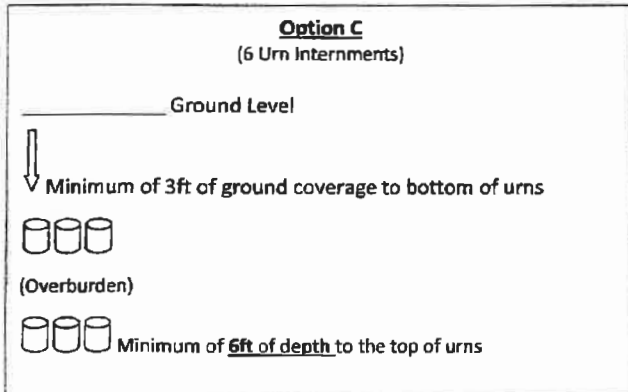 Option C
(6 Urn Internments)
_______________ Ground Level
Minimum of 3ft of ground coverage to bottom of urns
(Overburden)
Minimum of 6ft of depth to the top of urns